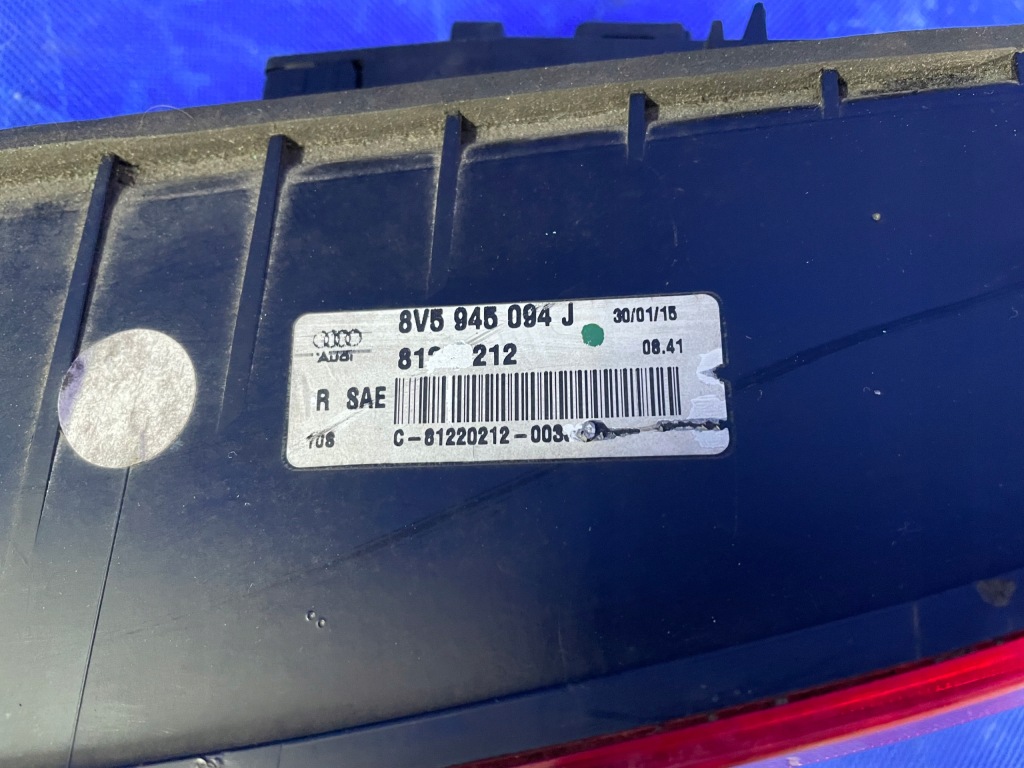 8V5 945 094 J 30/01/15
AUDI
212 08.41
R SAE
108 C-81220212-003